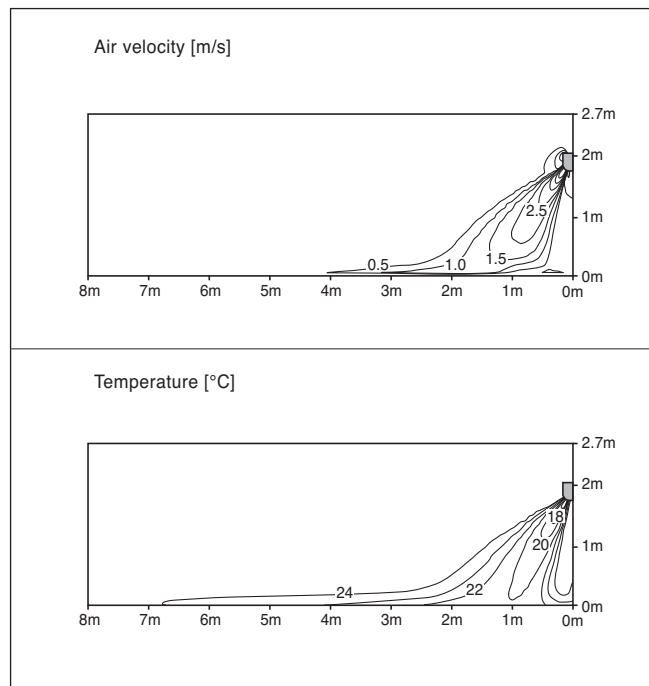 Air velocity [m/s]
2.7m
2m
2.5
1m
0.5
1.0
1.5
0m
8m 7m 6m 5m 4m 3m 2m 1m 0m
Temperature [°C]
2.7m
2m
18
20
1m
24
22
0m
8m 7m 6m 5m 4m 3m 2m 1m 0m